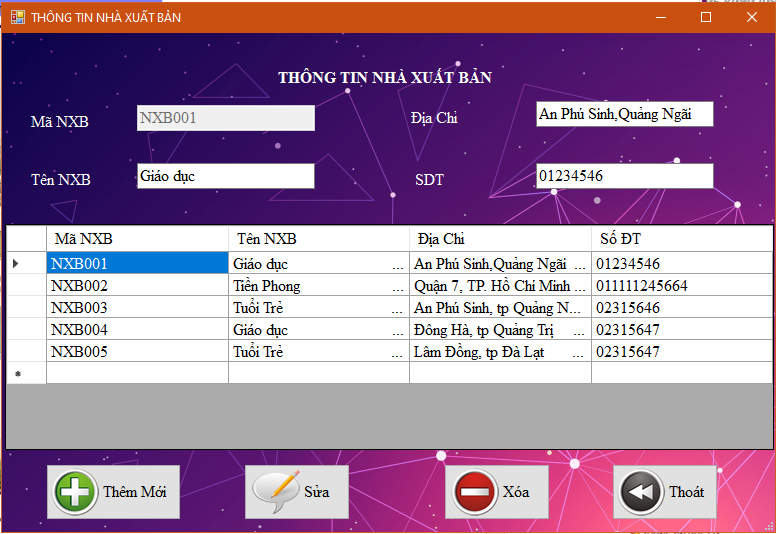 THÔNG TIN NHÀ XUẤT BẢN
THÔNG TIN NHÀ XUẤT BẢN
Mã NXB NXB001 Địa Chỉ An Phú Sinh,Quảng Ngãi
Tên NXB Giáo dục SDT 01234546
Mã NXB Tên NXB Địa Chỉ Số ĐT
NXB001 Giáo dục ... An Phú Sinh,Quảng Ngãi ... 01234546
NXB002 Tiền Phong ... Quận 7, TP. Hồ Chí Minh ... 011111245664
NXB003 Tuổi Trẻ ... An Phú Sinh, tp Quảng N... 02315646
NXB004 Giáo dục ... Đông Hà, tp Quảng Trị ... 02315647
NXB005 Tuổi Trẻ ... Lâm Đồng, tp Đà Lạt ... 02315647
Thêm Mới Sửa Xóa Thoát